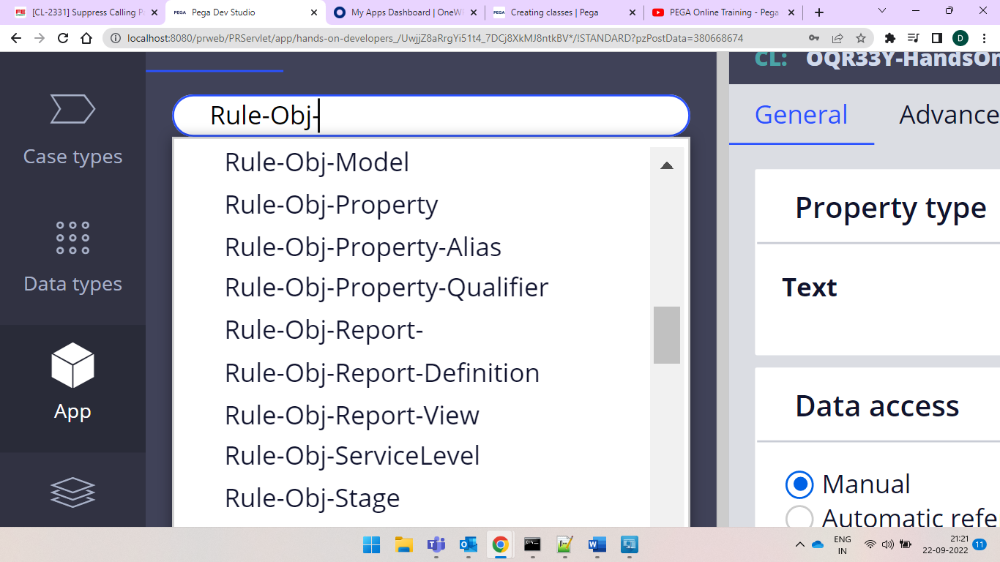 [CL-2331] Suppress Calling P
PEGA Pega Dev Studio
My Apps Dashboard | OneW
PEGA Creating classes | Pega
PEGA Online Training - Pega
localhost:8080/prweb/PRServlet/app/hands-on-developers_/UwjjZ8aRrgYi51t4_7DCj8XkMJ8ntkBV*/!STANDARD?pzPostData=380668674
D
CL: OQR33Y-HandsOn
Case types
Data types
App
Rule-Obj-
Rule-Obj-Model
Rule-Obj-Property
Rule-Obj-Property-Alias
Rule-Obj-Property-Qualifier
Rule-Obj-Report-
Rule-Obj-Report-Definition
Rule-Obj-Report-View
Rule-Obj-ServiceLevel
Rule-Obj-Stage
General Advance
Property type
Text
Data access
Manual
Automatic refe
ENG
IN
21:21
22-09-2022
11